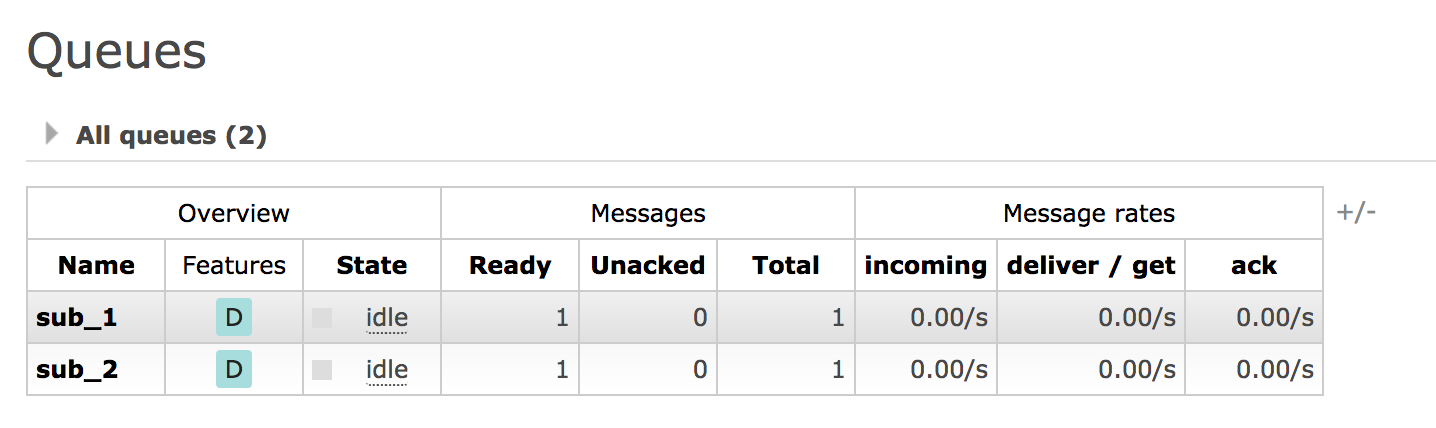 Queues
All queues (2)
Overview Messages Message rates +/-
Name Features State Ready Unacked Total incoming deliver / get ack
sub_1 D idle 1 0 1 0.00/s 0.00/s 0.00/s
sub_2 D idle 1 0 1 0.00/s 0.00/s 0.00/s